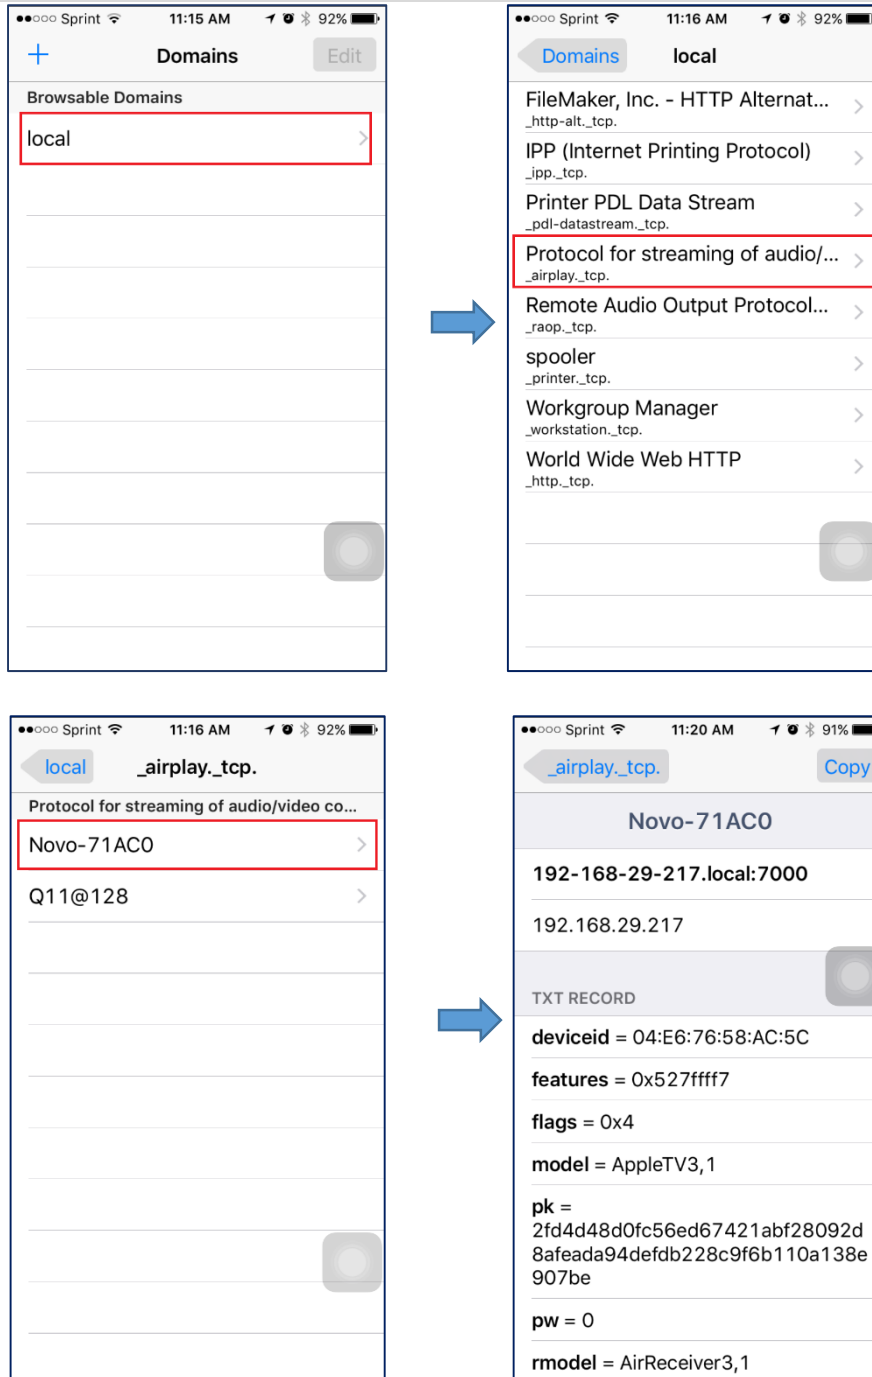 Sprint 11:15 AM 92%
+ Domains Edit
Browsable Domains
local
Sprint 11:16 AM 92%
Domains local
FileMaker, Inc. - HTTP Alternat...
_http-alt._tcp.
IPP (Internet Printing Protocol)
_ipp._tcp.
Printer PDL Data Stream
_pdl-datastream._tcp.
Protocol for streaming of audio/...
_airplay._tcp.
Remote Audio Output Protocol...
_raop._tcp.
spooler
_printer._tcp.
Workgroup Manager
_workstation._tcp.
World Wide Web HTTP
_http._tcp.
Sprint 11:16 AM 92%
local _airplay._tcp.
Protocol for streaming of audio/video co...
Novo-71AC0
Q11@128
Sprint 11:20 AM 91%
_airplay._tcp. Copy
Novo-71AC0
192-168-29-217.local:7000
192.168.29.217
TXT RECORD
deviceid = 04:E6:76:58:AC:5C
features = 0x527ffff7
flags = 0x4
model = AppleTV3,1
pk =
2fd4d48d0fc56ed67421abf28092d
8afeada94defdb228c9f6b110a138e
907be
pw = 0
rmodel = AirReceiver3,1